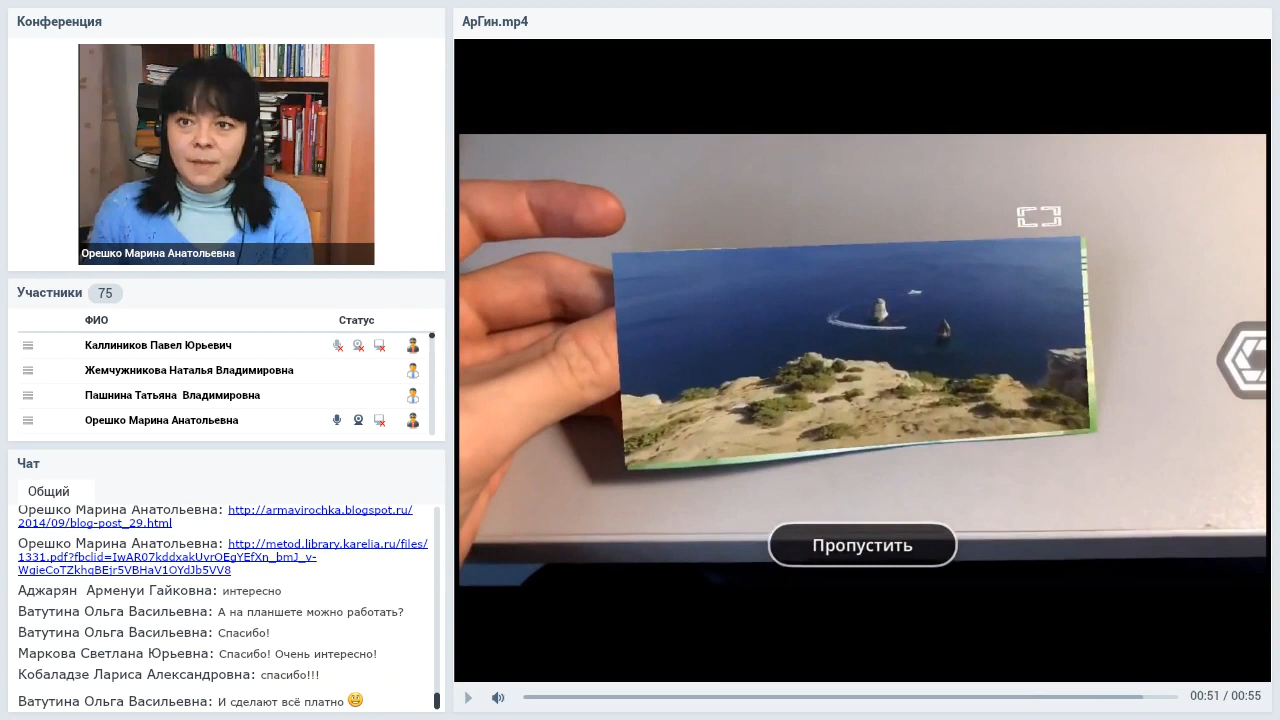 Конференция
Орешко Марина Анатольевна
Участники 75
ФИО Статус
Каллиников Павел Юрьевич
Жемчужникова Наталья Владимировна
Пашнина Татьяна Владимировна
Орешко Марина Анатольевна
Чат
Общий
Орешко Марина Анатольевна: http://armavirochka.blogspot.ru/
2014/09/blog-post_29.html
Орешко Марина Анатольевна: http://metod.library.karelia.ru/files/
1331.pdf?fbclid=IwAR07kddxakUvrOEgYEfXn_bmJ_v-
WgieCoTZkhqBEjr5VBHaV1OYdJb5VV8
Аджарян Арменуи Гайковна: интересно
Ватутина Ольга Васильевна: А на планшете можно работать?
Ватутина Ольга Васильевна: Спасибо!
Маркова Светлана Юрьевна: Спасибо! Очень интересно!
Кобаладзе Лариса Александровна: спасибо!!!
Ватутина Ольга Васильевна: И сделают всё платно
АрГин.mp4
Пропустить
00:51 / 00:55